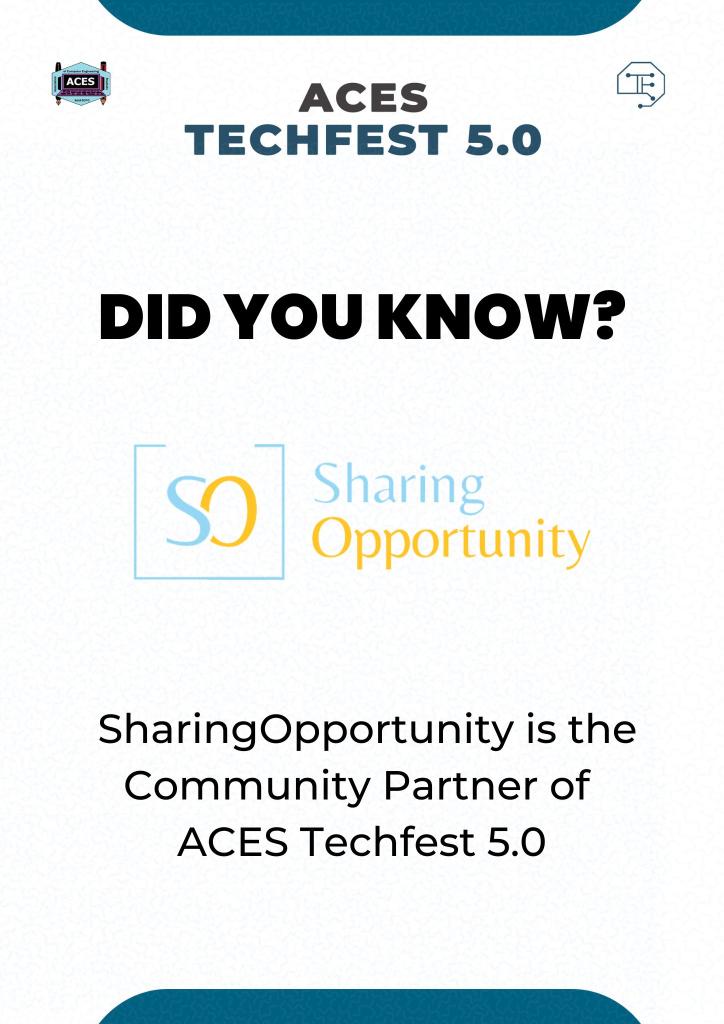 ACES
ACES
TECHFEST 5.0
DID YOU KNOW?
SO
Sharing
Opportunity
SharingOpportunity is the
Community Partner of
ACES Techfest 5.0